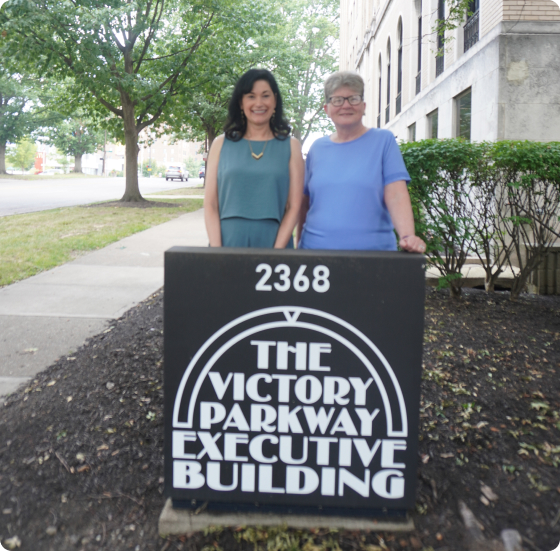 2368
THE
VICTORY
PARKWAY
EXECUTIVE
BUILDING